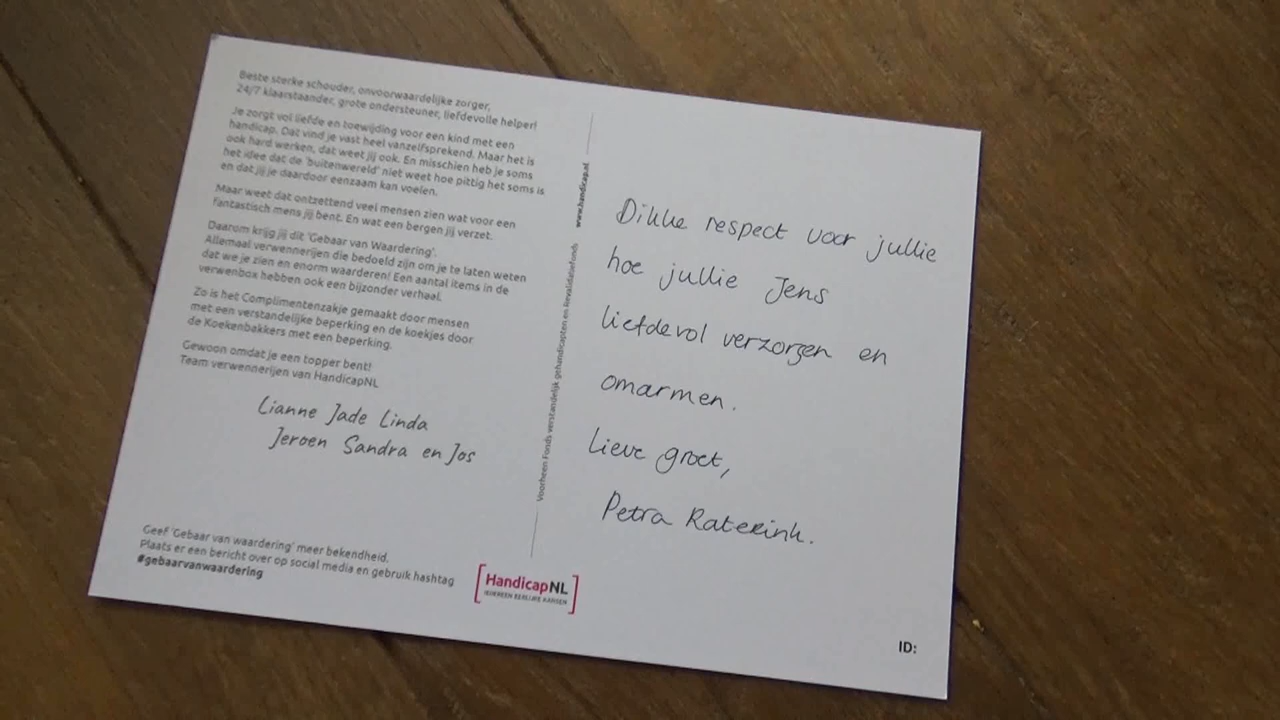 Beste sterke schouder, onvoorwaardelijke zorger,
24/7 klaarstaander, grote ondersteuner, liefdevolle helper!
Je zorgt vol liefde en toewijding voor een kind met een
handicap. Dat vind je vast heel vanzelfsprekend. Maar het is
ook hard werken, dat weet jij ook. En misschien heb je soms
het idee dat de 'buitenwereld' niet weet hoe pittig het soms is
en dat jij je daardoor eenzaam kan voelen.
Maar weet dat ontzettend veel mensen zien wat voor een
fantastisch mens jij bent. En wat een bergen jij verzet.
Daarom krijg jij dit 'Gebaar van Waardering'.
Allemaal verwennerijen die bedoeld zijn om je te laten weten
dat we je zien en enorm waarderen! Een aantal items in de
verwenbox hebben ook een bijzonder verhaal.
Zo is het Complimentenzakje gemaakt door mensen
met een verstandelijke beperking en de koekjes door
de Koekenbakkers met een beperking.
Gewoon omdat je een topper bent!
Team verwennerijen van HandicapNL
Lianne Jade Linda
Jeroen Sandra en Jos
Geef 'Gebaar van waardering' meer bekendheid.
Plaats er een bericht over op social media en gebruik hashtag
#gebaarvanwaardering
HandicapNL
IEDEREEN EERLIJKE KANSEN
Voorheen Fonds verstandelijk gehandicapten en Revalidatiefonds www.handicap.nl
Dikke respect voor jullie
hoe jullie Jens
liefdevol verzorgen en
omarmen.
Lieve groet,
Petra Raterink.
ID: